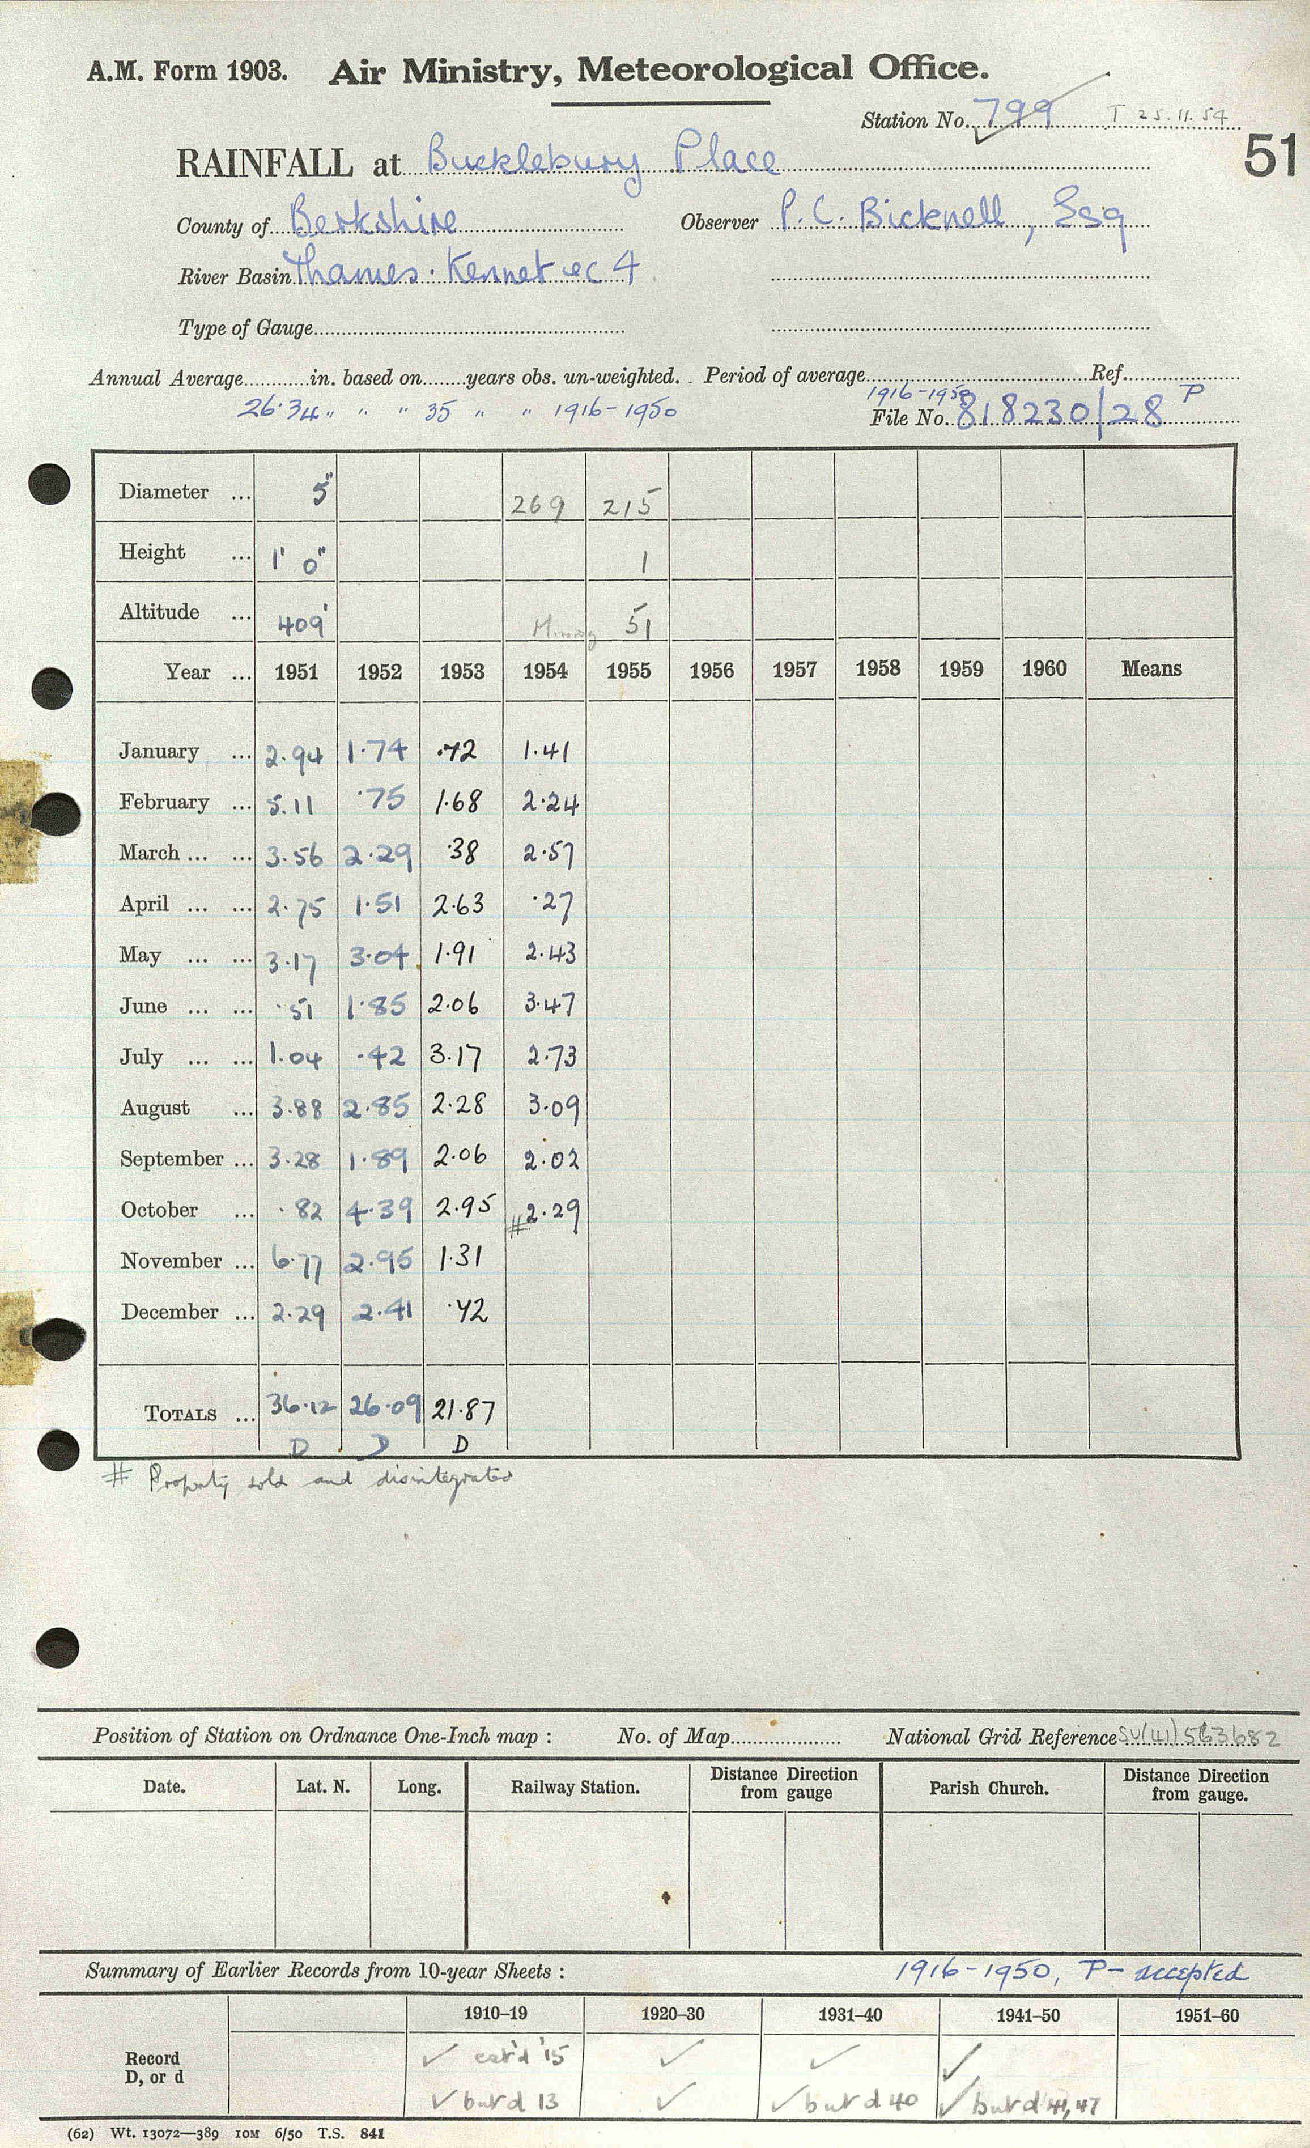 A.M. Form 1903. Air Ministry, Meteorological Office.
Station No. 799 T 25.11.54
51
RAINFALL at Bucklebury Place
County of Berkshire Observer P.C. Bicknell, Esq
River Basin Thames: Kennet ec 4
Type of Gauge
Annual Average in. based on years obs. un-weighted. Period of average 1916-1950 Ref.
26.34 " " " 35 " " 1916-1950 File No. 818230/28 P
Diameter ... 5" 269 215
Height ... 1' 0" 1
Altitude ... 409' 51
Year ... 1951 1952 1953 1954 1955 1956 1957 1958 1959 1960 Means
January ... 2.94 1.74 .72 1.41
February ... 5.11 .75 1.68 2.24
March ... ... 3.56 2.29 .38 2.57
April ... ... 2.75 1.51 2.63 .27
May ... ... 3.17 3.04 1.91 2.43
June ... ... .51 1.85 2.06 3.47
July ... ... 1.04 .42 3.17 2.73
August ... 3.88 2.85 2.28 3.09
September ... 3.28 1.89 2.06 2.02
October ... .82 4.39 2.95 #2.29
November ... 6.77 2.95 1.31
December ... 2.29 2.41 .72
TOTALS ... 36.12 26.09 21.87
D D D
# Property sold and disintegrated
Position of Station on Ordnance One-Inch map : No. of Map National Grid Reference SU(41)563682
Date. Lat. N. Long. Railway Station. Distance Direction from gauge Parish Church. Distance Direction from gauge.
Summary of Earlier Records from 10-year Sheets : 1916-1950, P- accepted
1910–19 1920–30 1931–40 1941–50 1951–60
Record ✓ est'd '15 ✓ ✓ ✓
D, or d ✓ but d 13 ✓ ✓ but d 40 ✓ but d 41, 47
(62) Wt. 13072—389 10M 6/50 T.S. 841